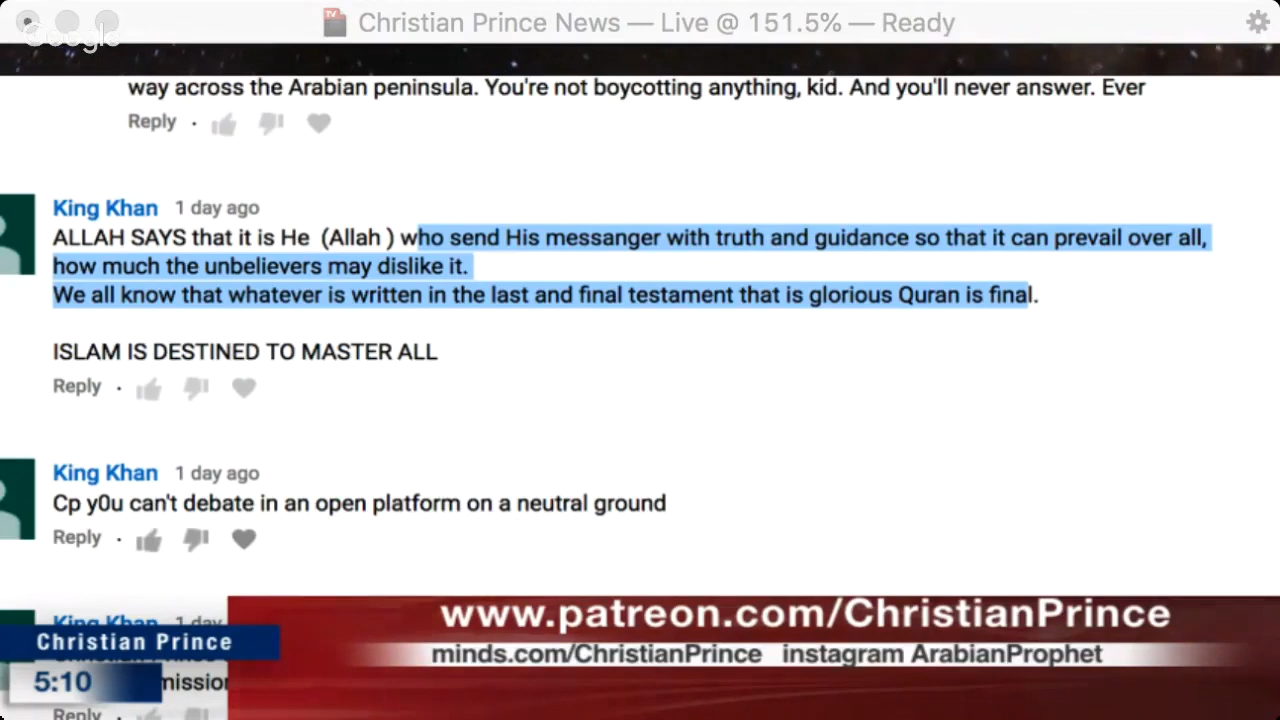 Christian Prince News — Live @ 151.5% — Ready
Google
way across the Arabian peninsula. You're not boycotting anything, kid. And you'll never answer. Ever
Reply ·
King Khan 1 day ago
ALLAH SAYS that it is He (Allah ) who send His messanger with truth and guidance so that it can prevail over all,
how much the unbelievers may dislike it.
We all know that whatever is written in the last and final testament that is glorious Quran is final.
ISLAM IS DESTINED TO MASTER ALL
Reply ·
King Khan 1 day ago
Cp y0u can't debate in an open platform on a neutral ground
Reply ·
King Khan 1 day
www.patreon.com/ChristianPrince
Christian Prince
minds.com/ChristianPrince instagram ArabianProphet
5:10
Reply